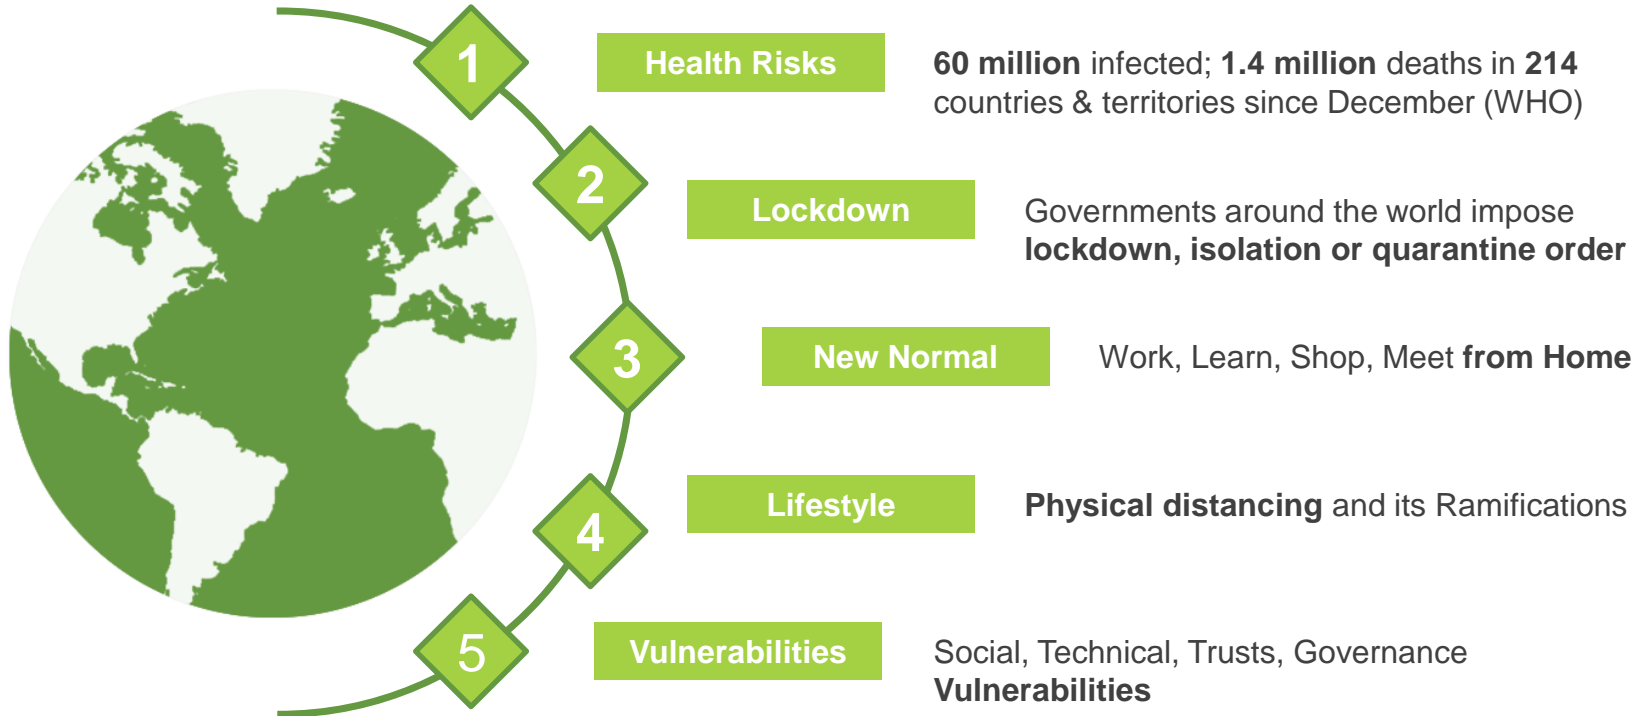 1
Health Risks
60 million infected; 1.4 million deaths in 214
countries & territories since December (WHO)
2
Lockdown
Governments around the world impose
lockdown, isolation or quarantine order
3
New Normal
Work, Learn, Shop, Meet from Home
4
Lifestyle
Physical distancing and its Ramifications
5
Vulnerabilities
Social, Technical, Trusts, Governance
Vulnerabilities